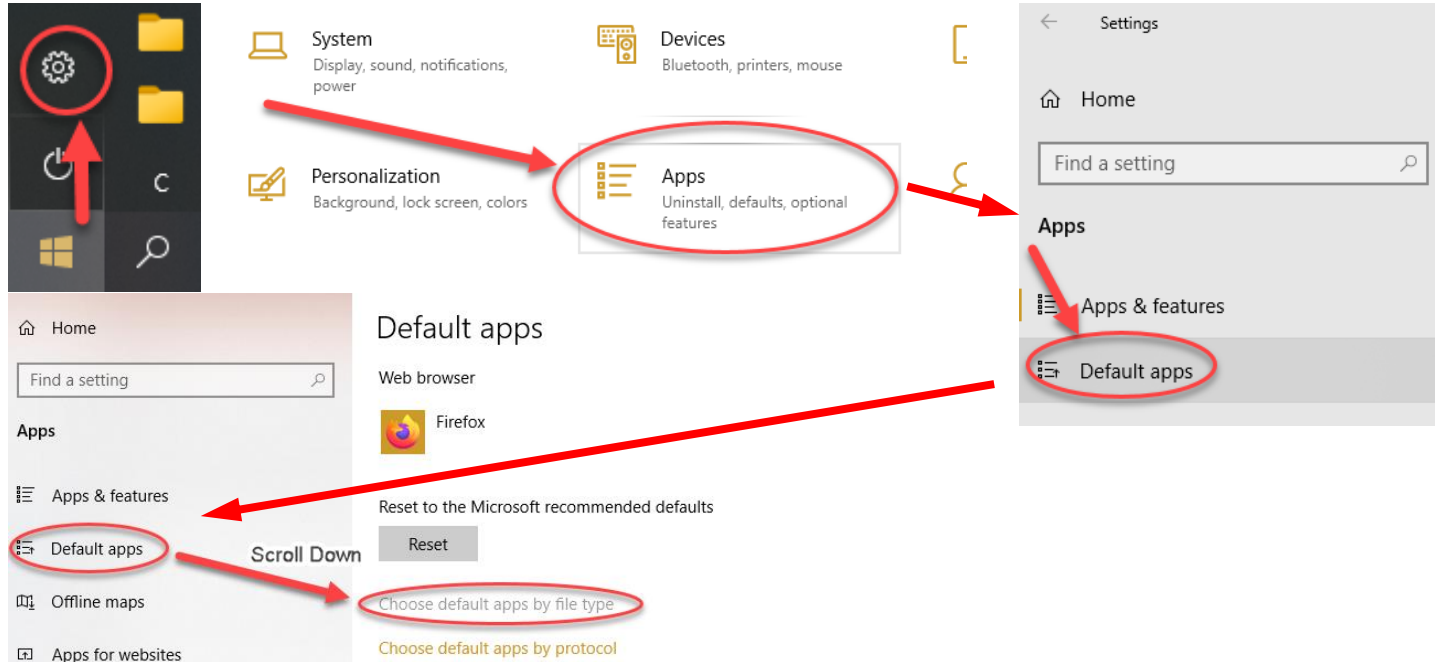 C
System
Display, sound, notifications,
power
Devices
Bluetooth, printers, mouse
Personalization
Background, lock screen, colors
Apps
Uninstall, defaults, optional
features
Settings
Home
Find a setting
Apps
Apps & features
Default apps
Home
Find a setting
Apps
Apps & features
Default apps
Offline maps
Apps for websites
Scroll Down
Default apps
Web browser
Firefox
Reset to the Microsoft recommended defaults
Reset
Choose default apps by file type
Choose default apps by protocol